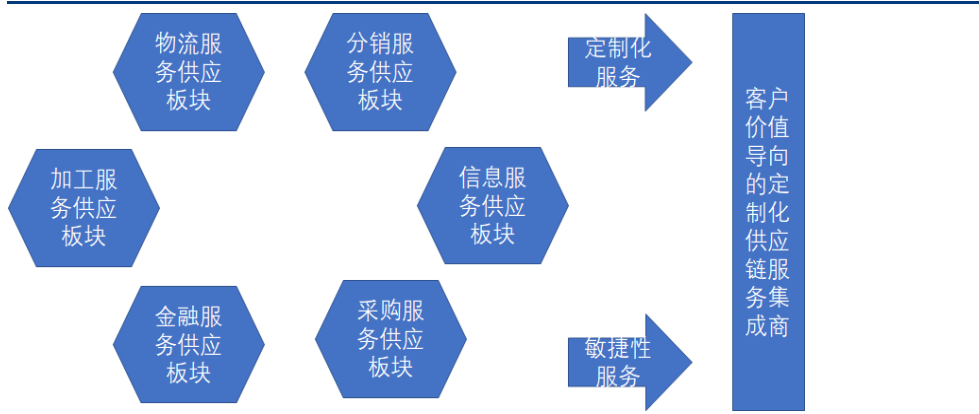 物流服
务供应
板块
分销服
务供应
板块
定制化
服务
加工服
务供应
板块
信息服
务供应
板块
金融服
务供应
板块
采购服
务供应
板块
敏捷性
服务
客户
价值
导向
的定
制化
供应
链服
务集
成商